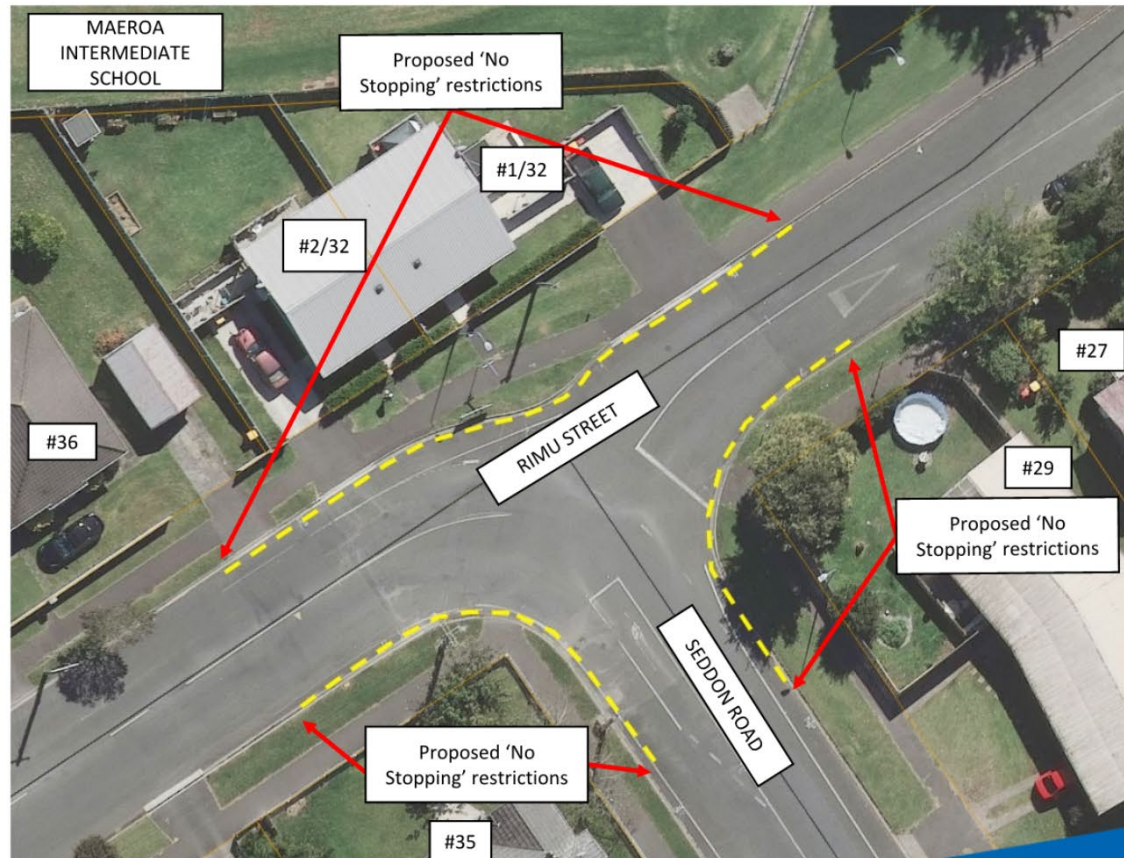 MAEROA
INTERMEDIATE
SCHOOL
Proposed ‘No
Stopping’ restrictions
#1/32
#2/32
#27
#36
RIMU STREET
#29
Proposed ‘No
Stopping’ restrictions
SEDDON ROAD
Proposed ‘No
Stopping’ restrictions
#35